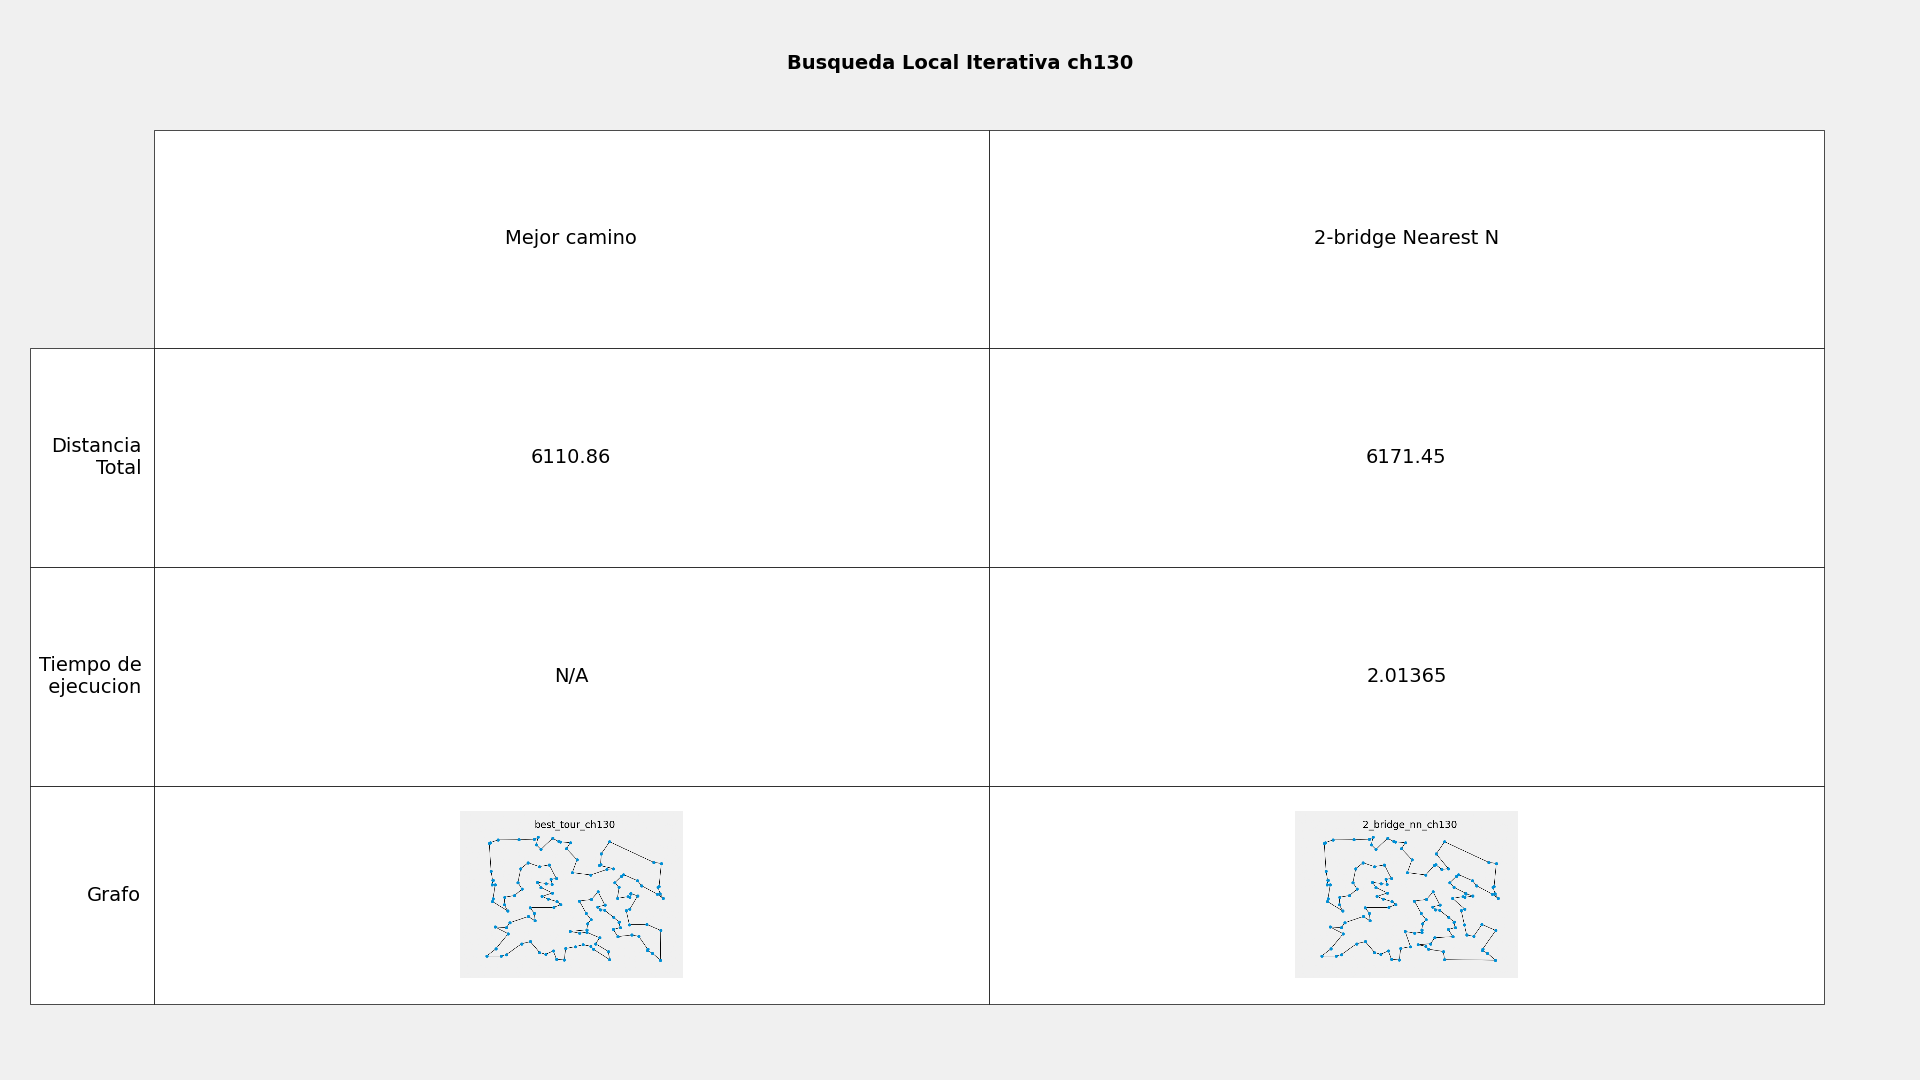 Busqueda Local Iterativa ch130
Mejor camino
2-bridge Nearest N
Distancia
Total
6110.86
6171.45
Tiempo de
ejecucion
N/A
2.01365
Grafo
best_tour_ch130
2_bridge_nn_ch130